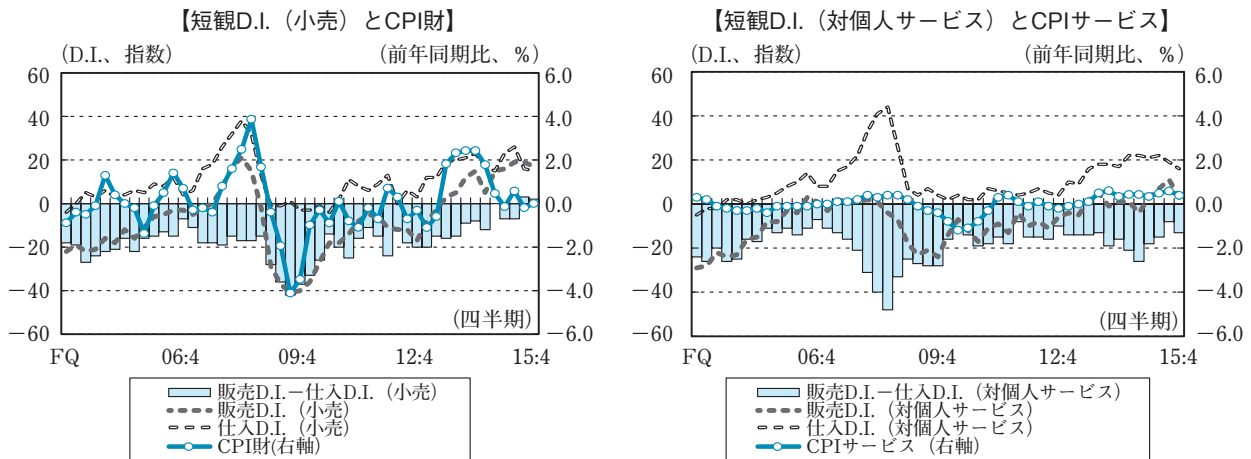 【短観D.I.（小売）とCPI財】
(D.I.、指数)
(前年同期比、%)
60
40
20
0
－20
－40
－60
6.0
4.0
2.0
0.0
－2.0
－4.0
－6.0
(四半期)
FQ
06:4
09:4
12:4
15:4
販売D.I.－仕入D.I.（小売）
販売D.I.（小売）
仕入D.I.（小売）
CPI財(右軸)
【短観D.I.（対個人サービス）とCPIサービス】
(D.I.、指数)
(前年同期比、%)
60
40
20
0
－20
－40
－60
6.0
4.0
2.0
0.0
－2.0
－4.0
－6.0
(四半期)
FQ
06:4
09:4
12:4
15:4
販売D.I.－仕入D.I.（対個人サービス）
販売D.I.（対個人サービス）
仕入D.I.（対個人サービス）
CPIサービス（右軸）